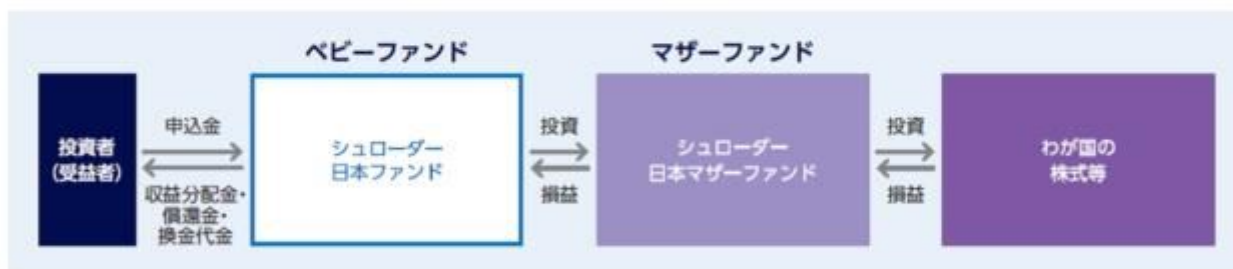 ベビーファンド
マザーファンド
投資者
(受益者)
申込金
収益分配金・
償還金・
換金代金
シュローダー
日本ファンド
投資
損益
シュローダー
日本マザーファンド
投資
損益
わが国の
株式等